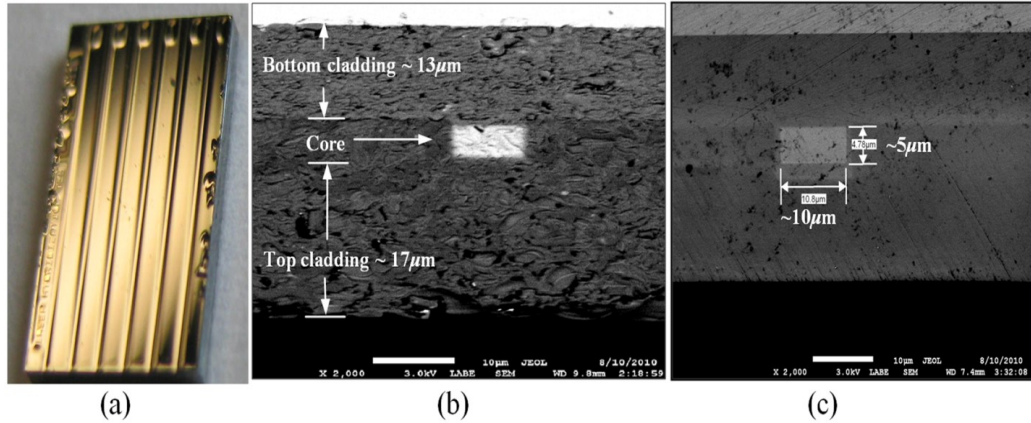 Bottom cladding ~ 13μm
Core
Top cladding ~ 17μm
10μm JEOL 8/10/2010
X 2,000 3.0kV LABE SEM WD 9.8mm 2:18:59
4.78μm
~5μm
10.8μm
~10μm
10μm JEOL 8/10/2010
X 2,000 3.0kV LABE SEM WD 7.4mm 3:32:08
(a) (b) (c)